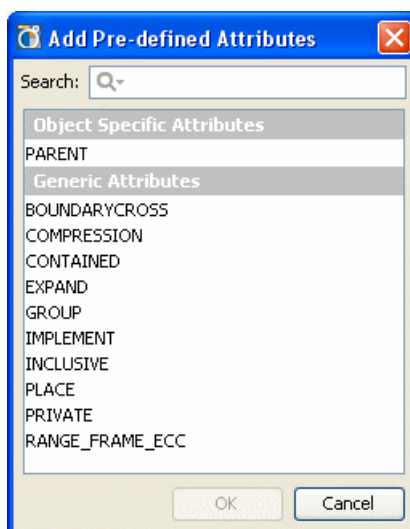 Add Pre-defined Attributes
Search:
Object Specific Attributes
PARENT
Generic Attributes
BOUNDARYCROSS
COMPRESSION
CONTAINED
EXPAND
GROUP
IMPLEMENT
INCLUSIVE
PLACE
PRIVATE
RANGE_FRAME_ECC
OK Cancel